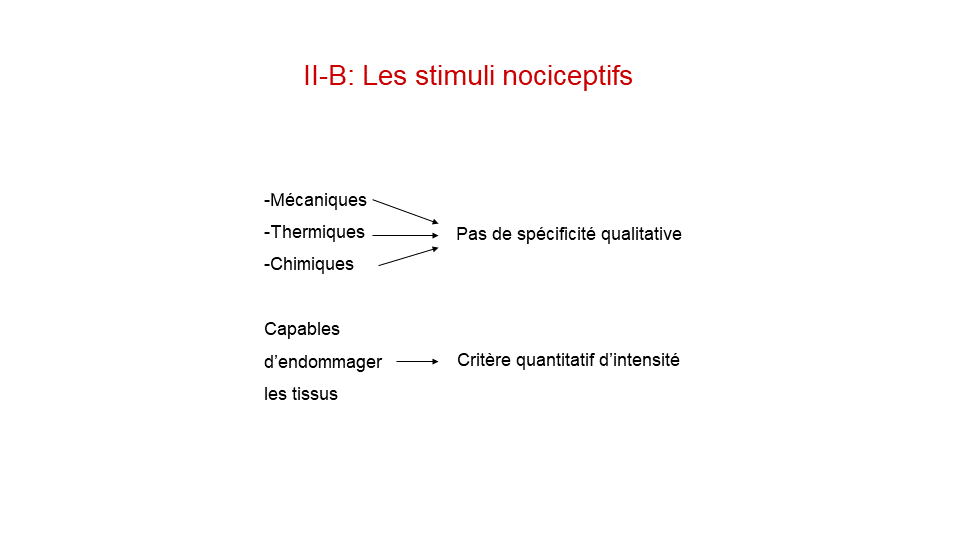 II-B: Les stimuli nociceptifs
-Mécaniques
-Thermiques
-Chimiques
Pas de spécificité qualitative
Capables
d’endommager
les tissus
Critère quantitatif d’intensité